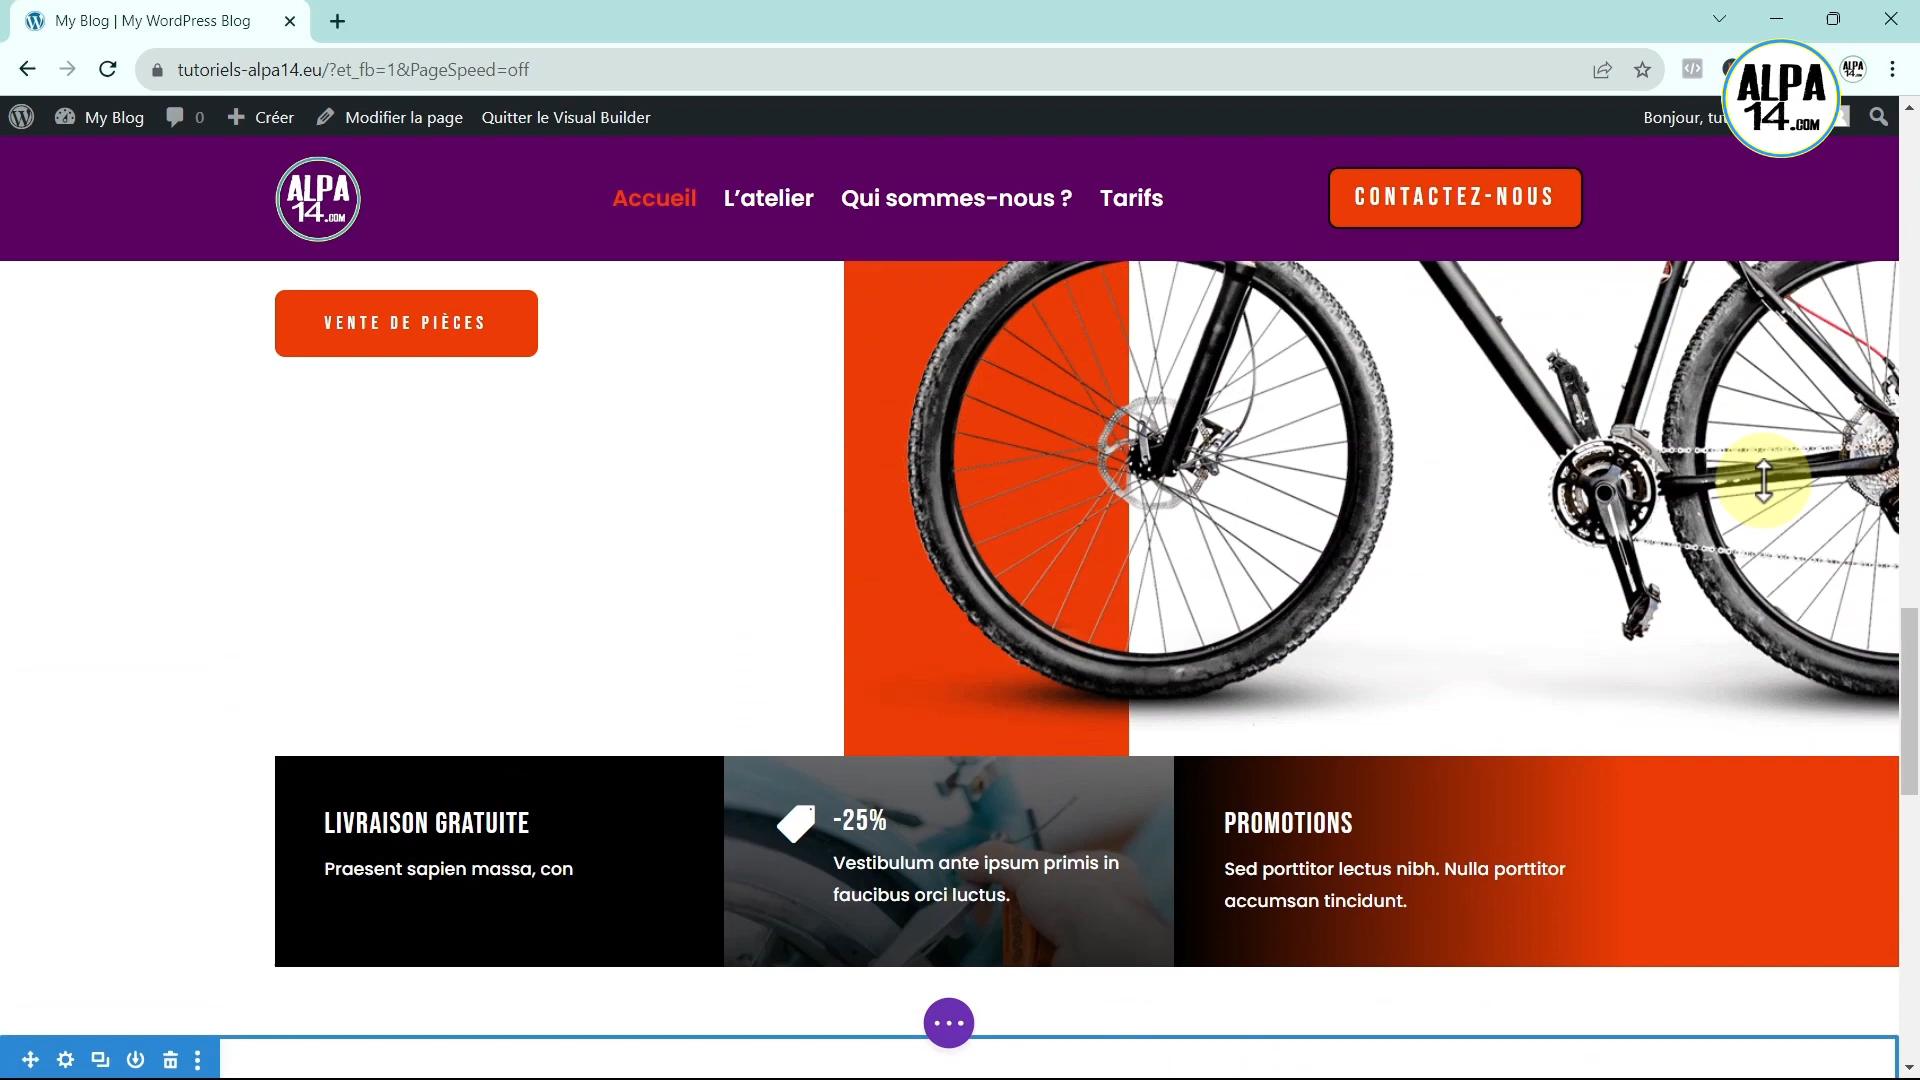 My Blog | My WordPress Blog
tutoriels-alpa14.eu/?et_fb=1&PageSpeed=off
ALPA
14.COM
My Blog
0
Créer
Modifier la page
Quitter le Visual Builder
Bonjour, tu
ALPA
14.COM
ALPA
14.COM
Accueil
L’atelier
Qui sommes-nous ?
Tarifs
CONTACTEZ-NOUS
VENTE DE PIÈCES
LIVRAISON GRATUITE
Praesent sapien massa, con
-25%
Vestibulum ante ipsum primis in
faucibus orci luctus.
PROMOTIONS
Sed porttitor lectus nibh. Nulla porttitor
accumsan tincidunt.